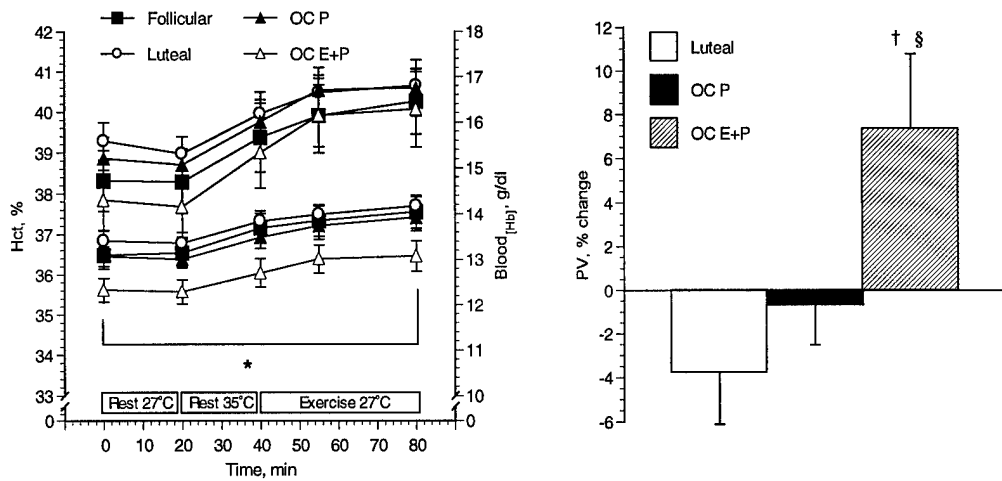 Follicular
OC P
Luteal
OC E+P
Hct, %
42
41
40
39
38
37
36
35
34
33
0
18
17
16
15
14
13
12
11
10
0
Blood[Hb], g/dl
*
Rest 27°C
Rest 35°C
Exercise 27°C
0 10 20 30 40 50 60 70 80
Time, min
Luteal
OC P
OC E+P
† §
PV, % change
12
10
8
6
4
2
0
-2
-4
-6